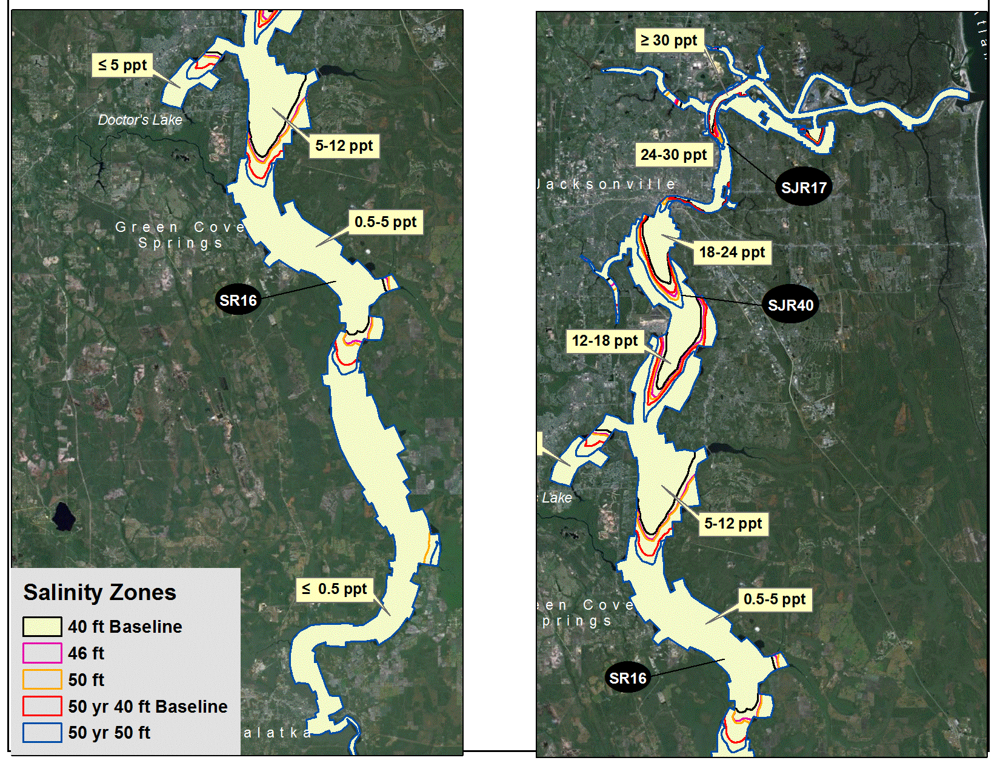 ≤ 5 ppt
Doctor's Lake
5-12 ppt
Green Cove
Springs
0.5-5 ppt
SR16
≤ 0.5 ppt
alatka
Salinity Zones
40 ft Baseline
46 ft
50 ft
50 yr 40 ft Baseline
50 yr 50 ft
≥ 30 ppt
24-30 ppt
Jacksonville
SJR17
18-24 ppt
SJR40
12-18 ppt
s Lake
5-12 ppt
een Cove
prings
0.5-5 ppt
SR16